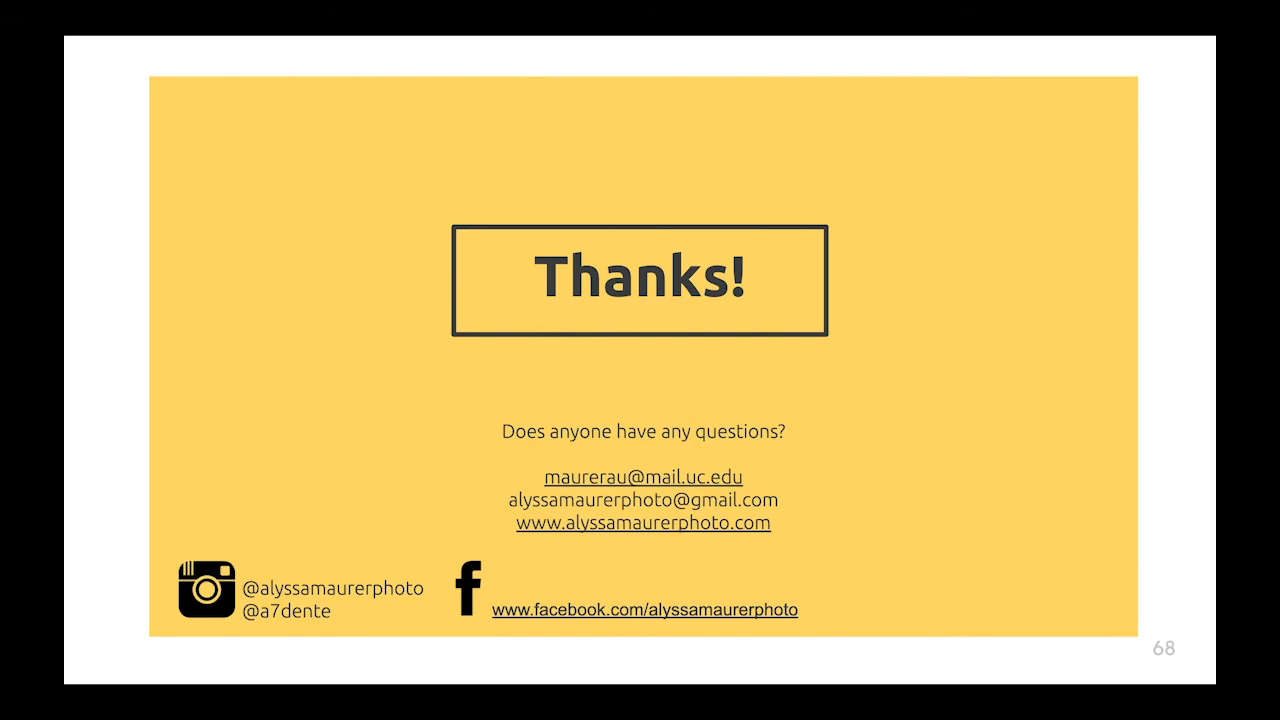 Thanks!
Does anyone have any questions?
maurerau@mail.uc.edu
alyssamaurerphoto@gmail.com
www.alyssamaurerphoto.com
@alyssamaurerphoto
@a7dente
www.facebook.com/alyssamaurerphoto
68